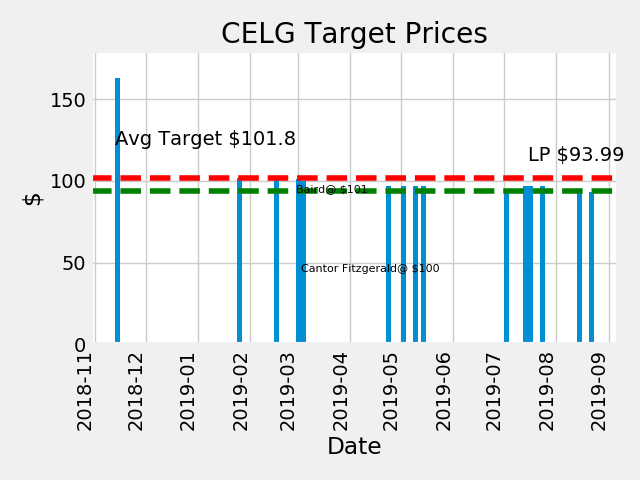 CELG Target Prices
150
Avg Target $101.8
LP $93.99
100
Baird@ $101
$
50
Cantor Fitzgerald@ $100
0
2018-11
2018-12
2019-01
2019-02
2019-03
2019-04
2019-05
2019-06
2019-07
2019-08
2019-09
Date